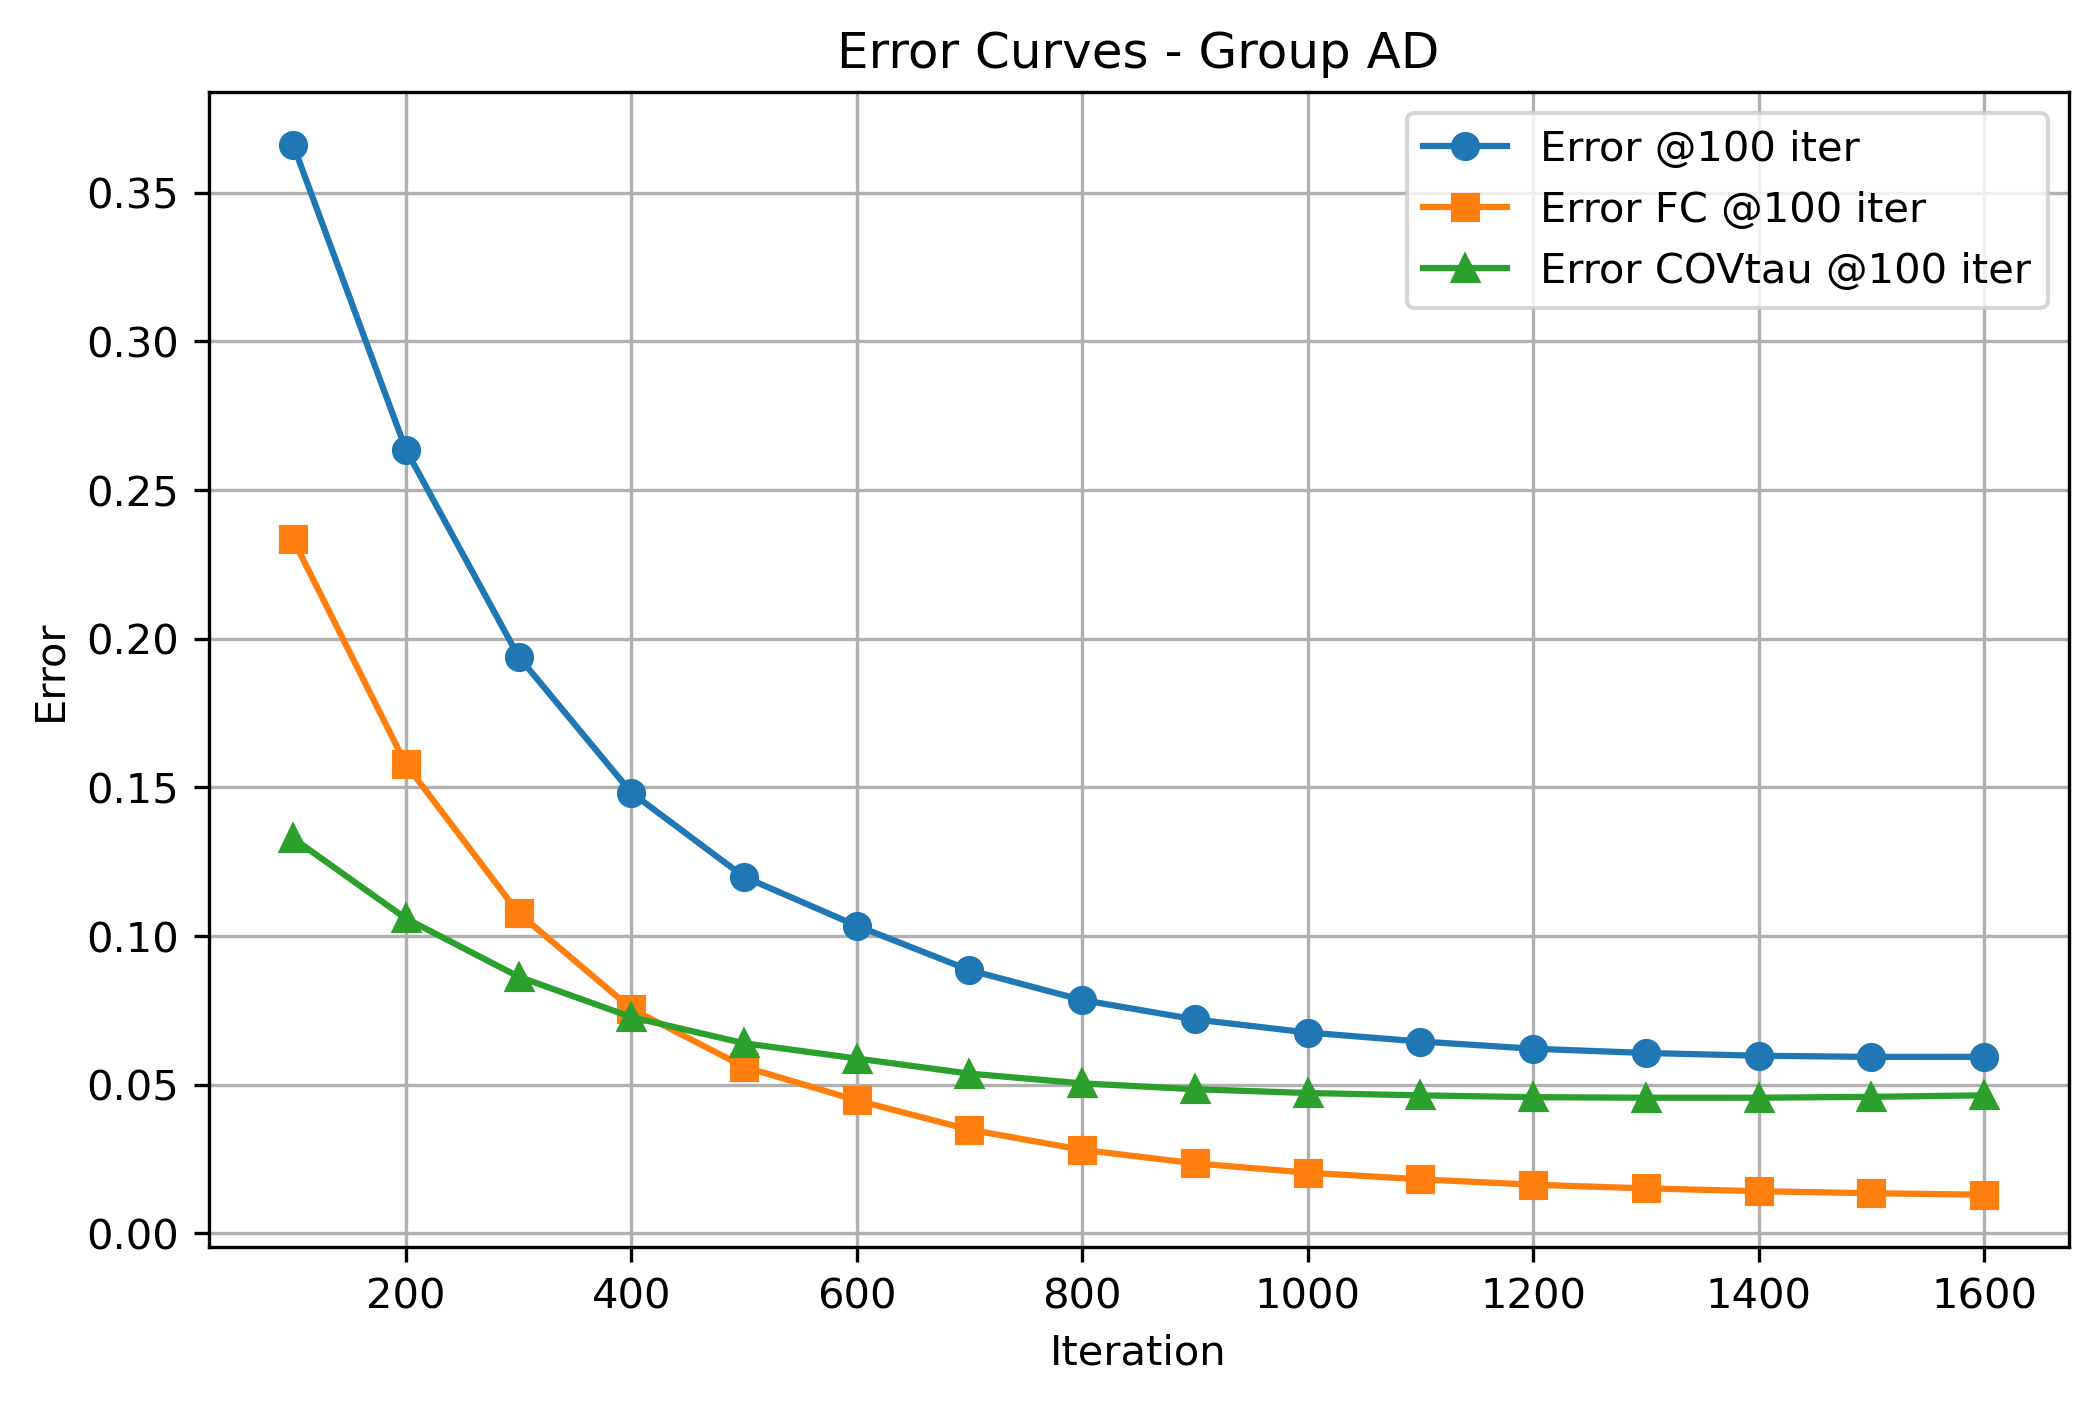 Error Curves - Group AD
Error @100 iter
Error FC @100 iter
Error COVtau @100 iter
0.35
0.30
0.25
0.20
0.15
0.10
0.05
0.00
Error
200 400 600 800 1000 1200 1400 1600
Iteration